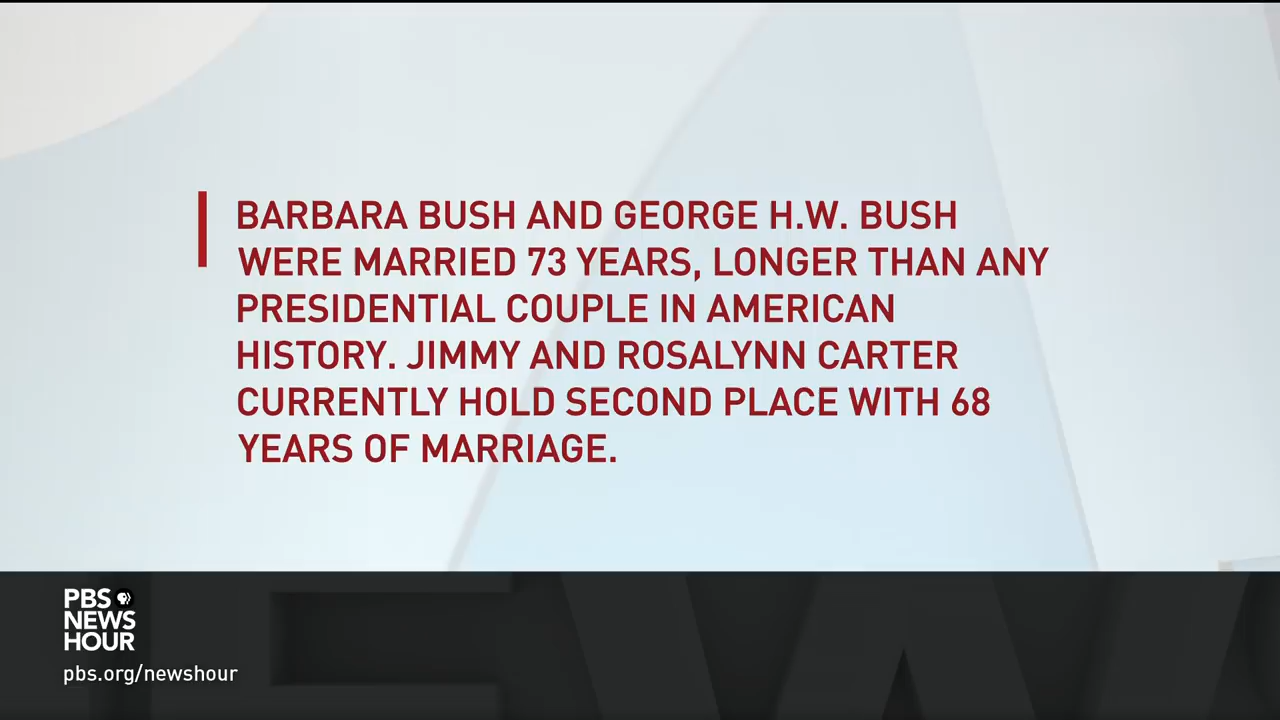 BARBARA BUSH AND GEORGE H.W. BUSH
WERE MARRIED 73 YEARS, LONGER THAN ANY
PRESIDENTIAL COUPLE IN AMERICAN
HISTORY. JIMMY AND ROSALYNN CARTER
CURRENTLY HOLD SECOND PLACE WITH 68
YEARS OF MARRIAGE.
PBS
NEWS
HOUR
pbs.org/newshour